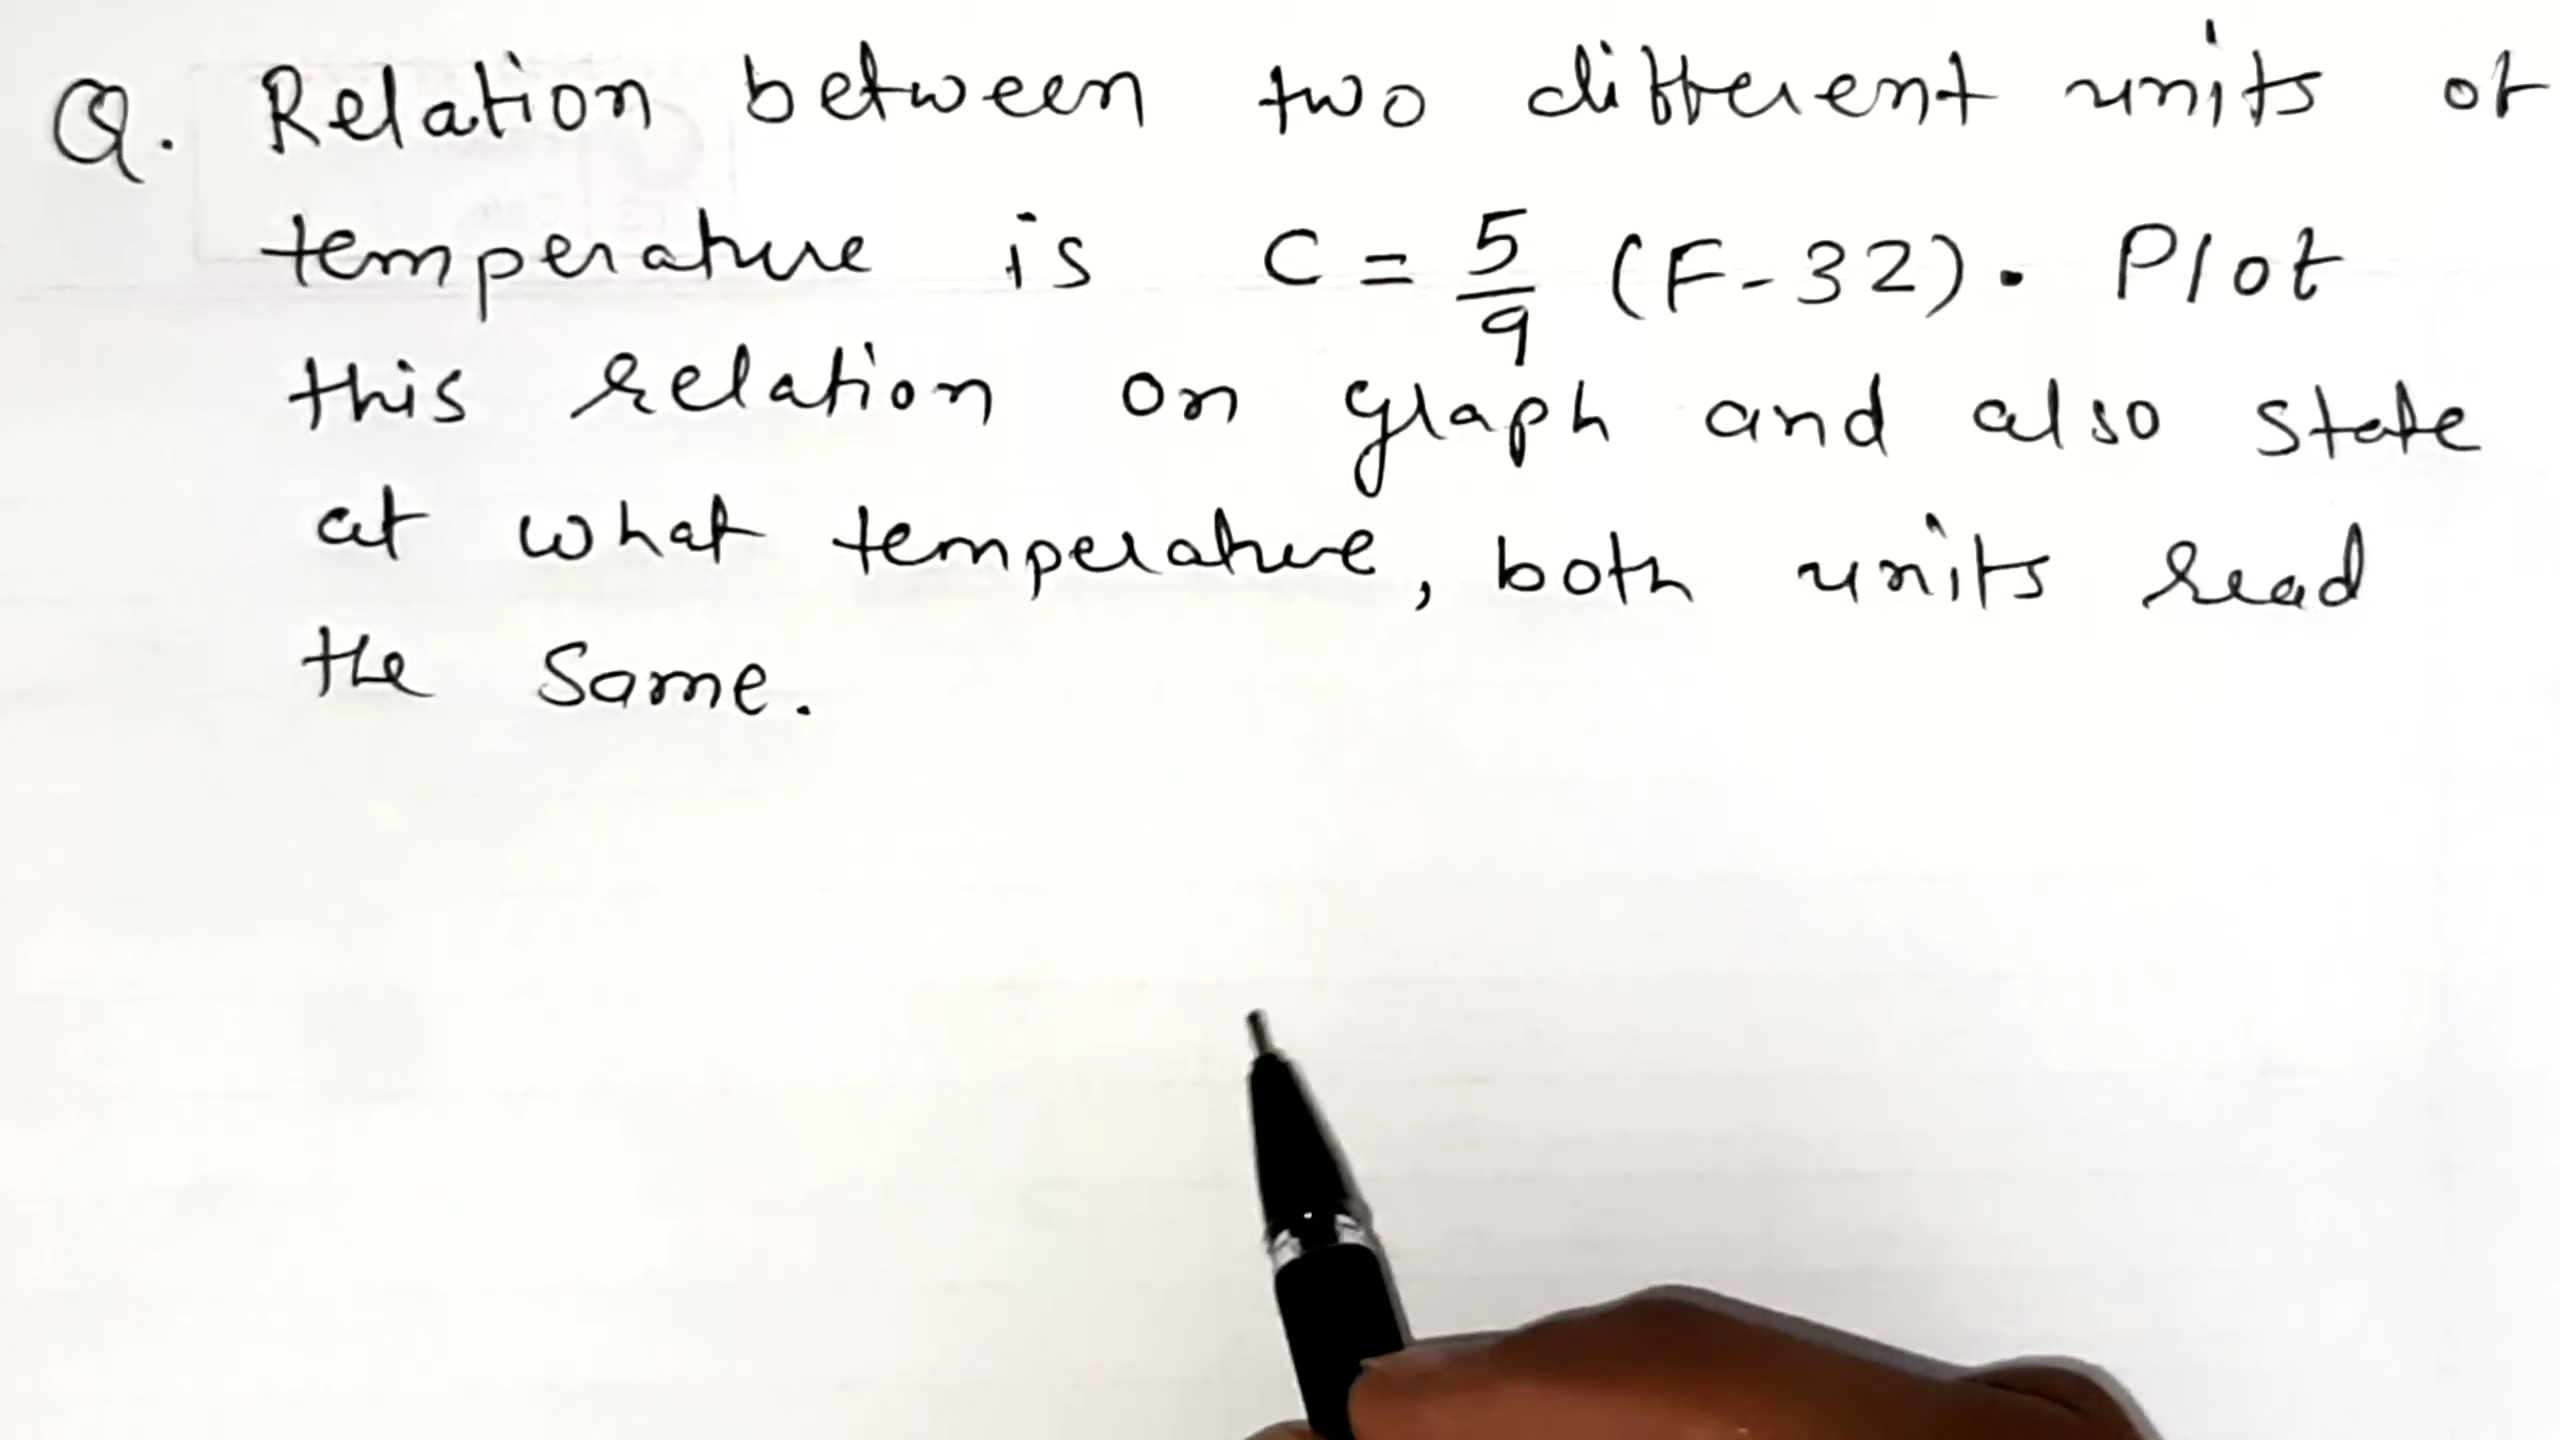 Q. Relation between two different units of
temperature is C = 5/9 (F-32). Plot
this relation on graph and also state
at what temperature, both units read
the same.